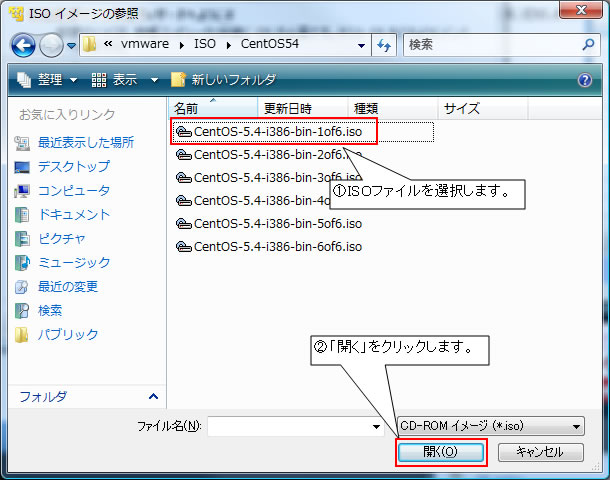 ISO イメージの参照
« vmware ▸ ISO ▸ CentOS54
検索
整理 表示 新しいフォルダ
お気に入りリンク
最近表示した場所
デスクトップ
コンピュータ
ドキュメント
ピクチャ
ミュージック
最近の変更
検索
パブリック
フォルダ
名前 更新日時 種類 サイズ
CentOS-5.4-i386-bin-1of6.iso
CentOS-5.4-i386-bin-2of6.iso
CentOS-5.4-i386-bin-3of6.iso
①ISOファイルを選択します。
CentOS-5.4-i386-bin-4o
CentOS-5.4-i386-bin-5of6.iso
CentOS-5.4-i386-bin-6of6.iso
②「開く」をクリックします。
ファイル名(N):
CD-ROM イメージ (*.iso)
開く(O) キャンセル